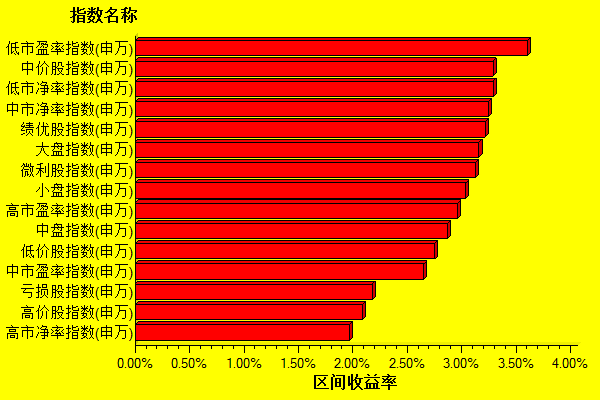 指数名称
低市盈率指数(申万)
中价股指数(申万)
低市净率指数(申万)
中市净率指数(申万)
绩优股指数(申万)
大盘指数(申万)
微利股指数(申万)
小盘指数(申万)
高市盈率指数(申万)
中盘指数(申万)
低价股指数(申万)
中市盈率指数(申万)
亏损股指数(申万)
高价股指数(申万)
高市净率指数(申万)
0.00% 0.50% 1.00% 1.50% 2.00% 2.50% 3.00% 3.50% 4.00%
区间收益率